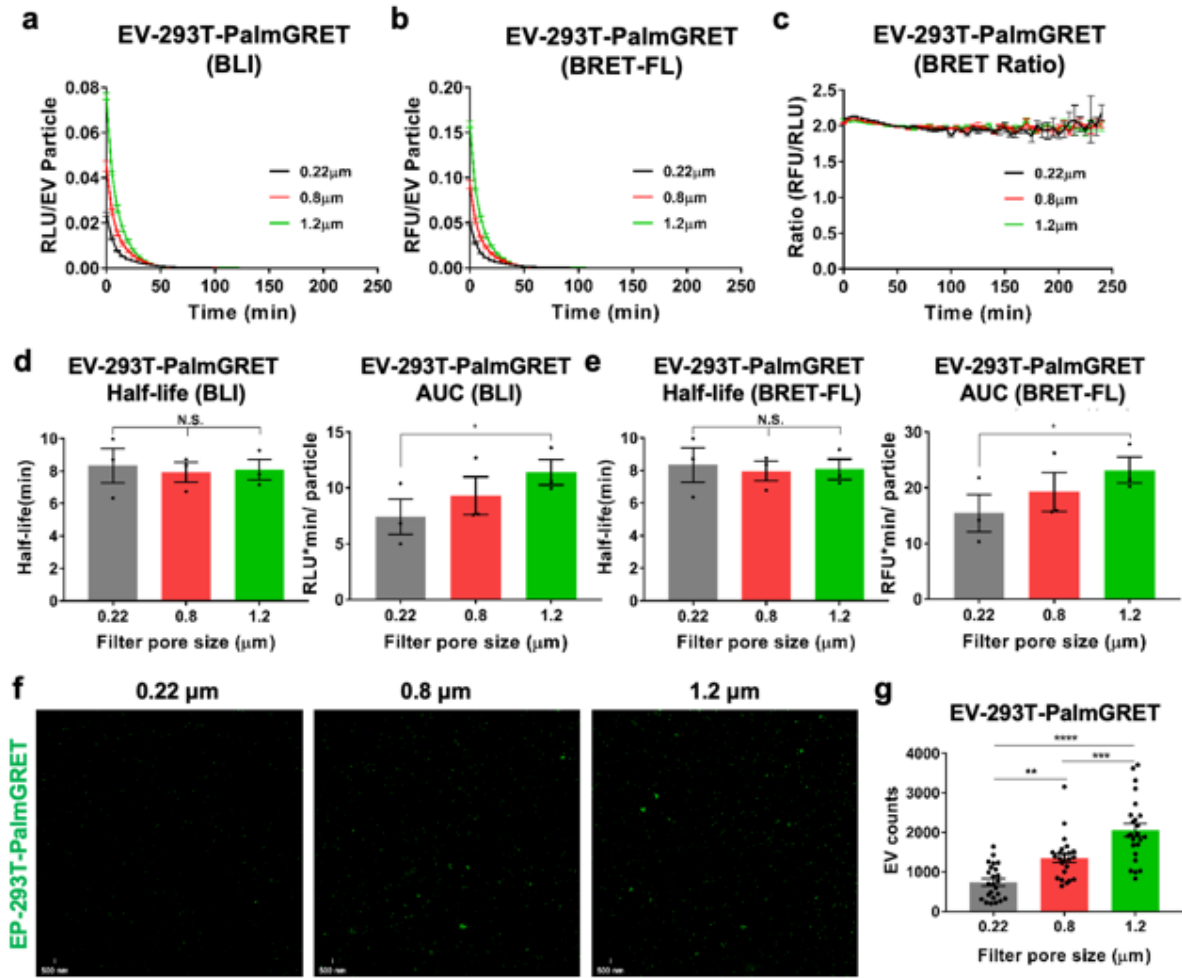 a
EV-293T-PalmGRET
(BLI)
RLU/EV Particle
0.08
0.06
0.04
0.02
0.00
0.22μm
0.8μm
1.2μm
0 50 100 150 200 250
Time (min)
b
EV-293T-PalmGRET
(BRET-FL)
RFU/EV Particle
0.20
0.15
0.10
0.05
0.00
0.22μm
0.8μm
1.2μm
0 50 100 150 200 250
Time (min)
c
EV-293T-PalmGRET
(BRET Ratio)
Ratio (RFU/RLU)
2.5
2.0
1.5
1.0
0.5
0.0
0.22μm
0.8μm
1.2μm
0 50 100 150 200 250
Time (min)
d
EV-293T-PalmGRET
Half-life (BLI)
N.S.
Half-life(min)
10
8
6
4
2
0
0.22 0.8 1.2
Filter pore size (μm)
EV-293T-PalmGRET
AUC (BLI)
*
RLU*min/ particle
15
10
5
0
0.22 0.8 1.2
Filter pore size (μm)
e
EV-293T-PalmGRET
Half-life (BRET-FL)
N.S.
Half-life(min)
10
8
6
4
2
0
0.22 0.8 1.2
Filter pore size (μm)
EV-293T-PalmGRET
AUC (BRET-FL)
*
RFU*min/ particle
30
20
10
0
0.22 0.8 1.2
Filter pore size (μm)
f
0.22 μm
0.8 μm
1.2 μm
EP-293T-PalmGRET
500 nm
500 nm
500 nm
g
EV-293T-PalmGRET
****
***
**
EV counts
4000
3000
2000
1000
0
0.22 0.8 1.2
Filter pore size (μm)